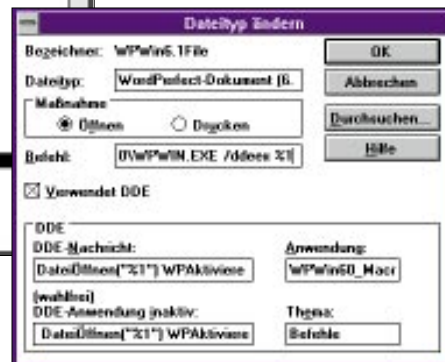 Dateityp ändern
Bezeichner: WPWin6.1File
OK
Dateityp: WordPerfect-Dokument (6.
Abbrechen
Maßnahme
Öffnen Drucken
Durchsuchen...
Befehl: 0\WPWIN.EXE /ddeex %1
Hilfe
Verwendet DDE
DDE
DDE-Nachricht: Anwendung:
DateiÖffnen("%1") WPAktiviere WPWin60_Macr
(wahlfrei)
DDE-Anwendung inaktiv: Thema:
DateiÖffnen("%1") WPAktiviere Befehle